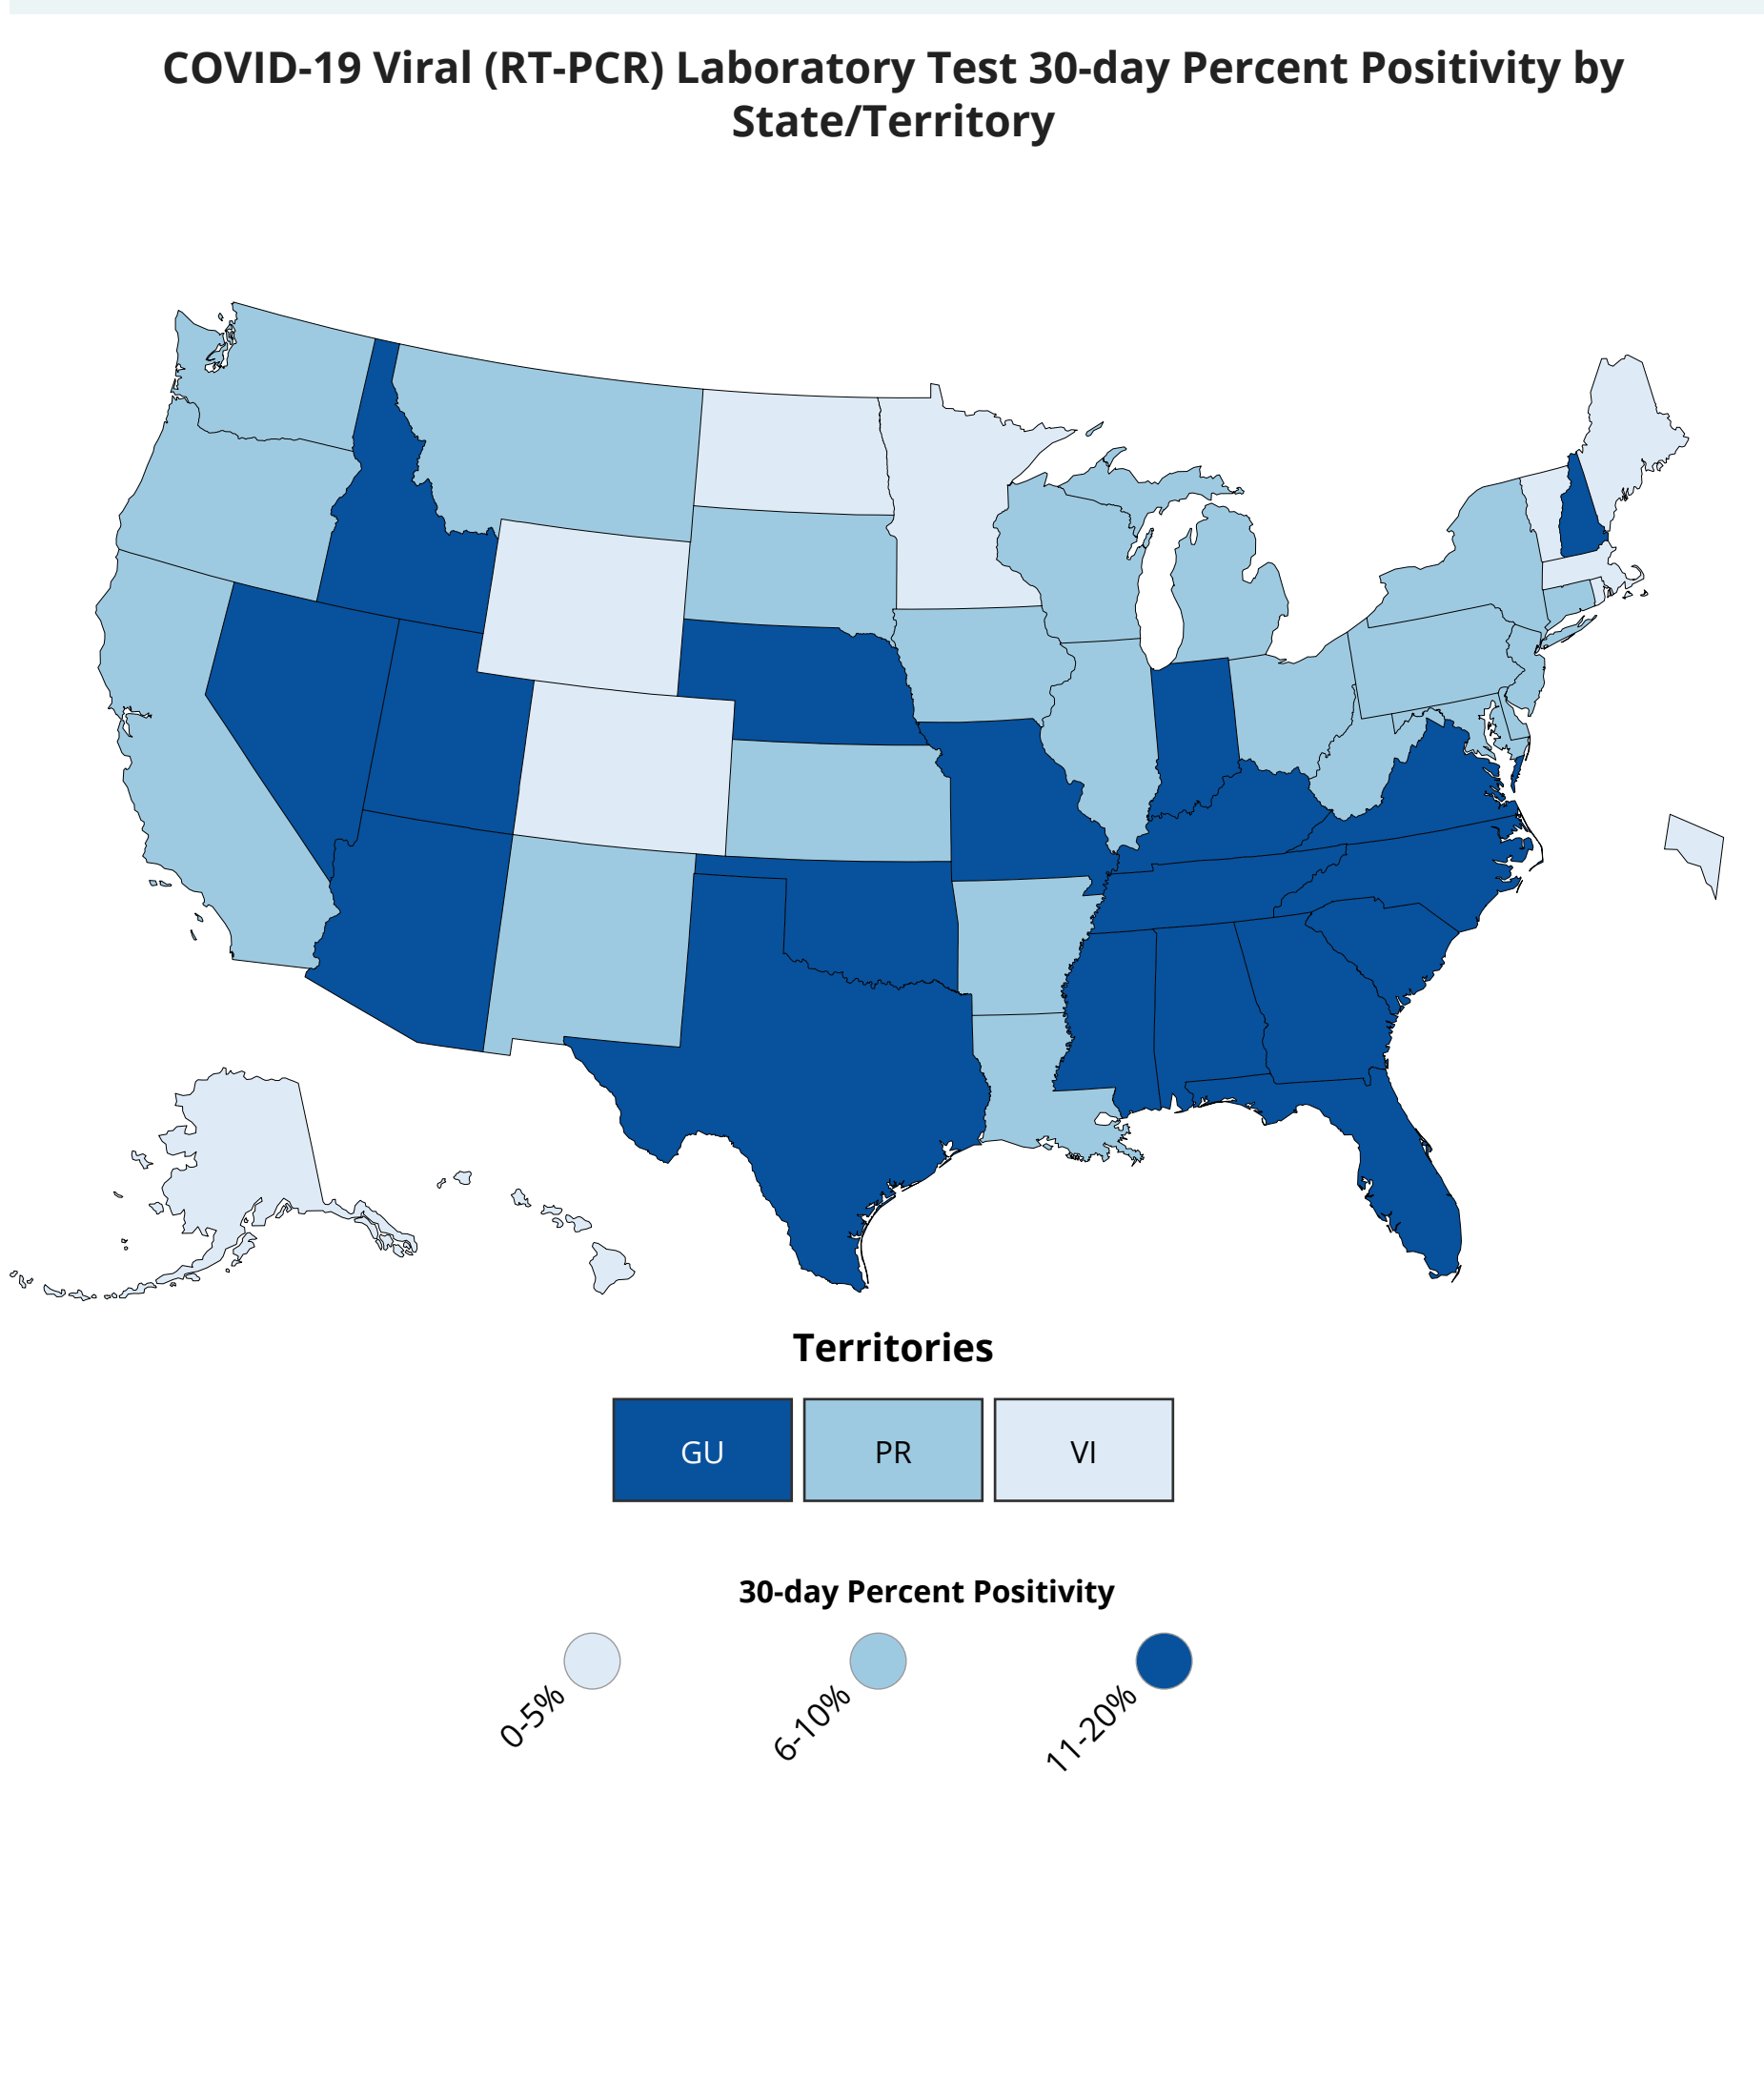 COVID-19 Viral (RT-PCR) Laboratory Test 30-day Percent Positivity by
State/Territory
Territories
GU PR VI
30-day Percent Positivity
0-5% 6-10% 11-20%